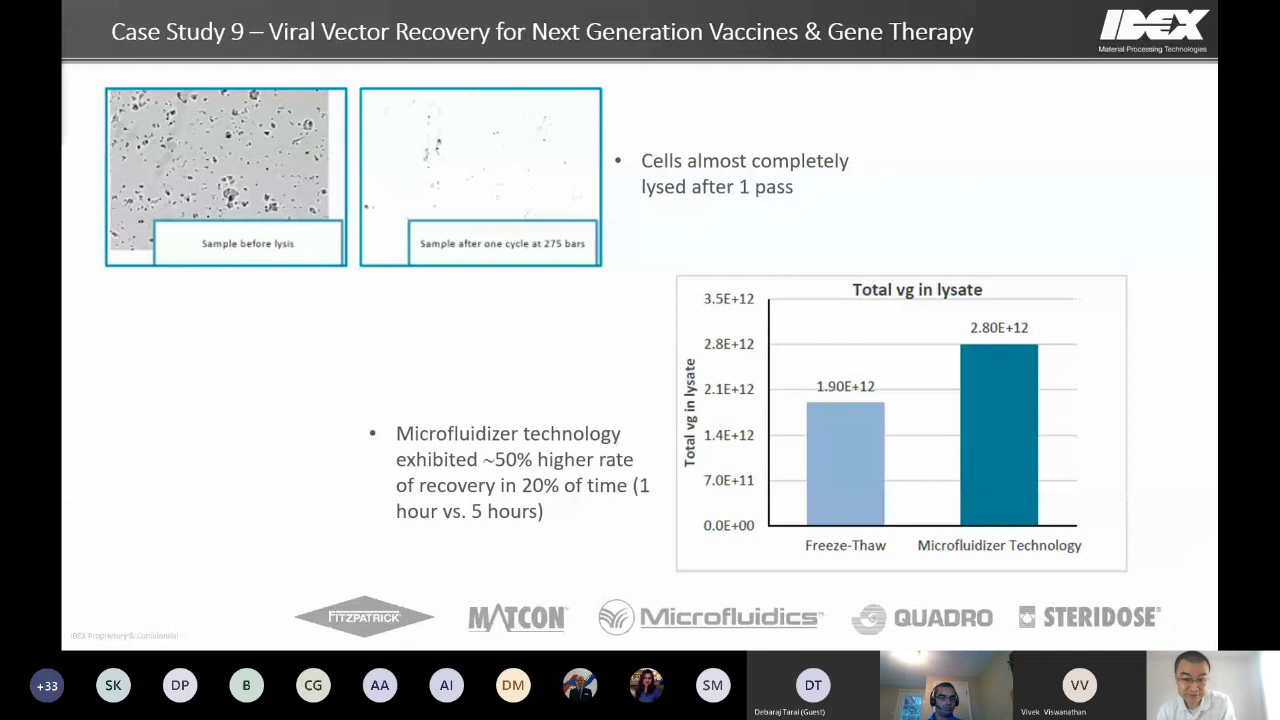 Case Study 9 – Viral Vector Recovery for Next Generation Vaccines & Gene Therapy
IDEX
Material Processing Technologies
Sample before lysis
Sample after one cycle at 275 bars
• Cells almost completely
lysed after 1 pass
Total vg in lysate
3.5E+12
2.8E+12
2.1E+12
1.4E+12
7.0E+11
0.0E+00
Total vg in lysate
1.90E+12
2.80E+12
Freeze-Thaw
Microfluidizer Technology
• Microfluidizer technology
exhibited ~50% higher rate
of recovery in 20% of time (1
hour vs. 5 hours)
FITZPATRICK
MATCON
Microfluidics™
QUADRO
STERIDOSE
IDEX Proprietary & Confidential
+33
SK
DP
B
CG
AA
AI
DM
SM
DT
Debaraj Tarai (Guest)
VV
Vivek Viswanathan